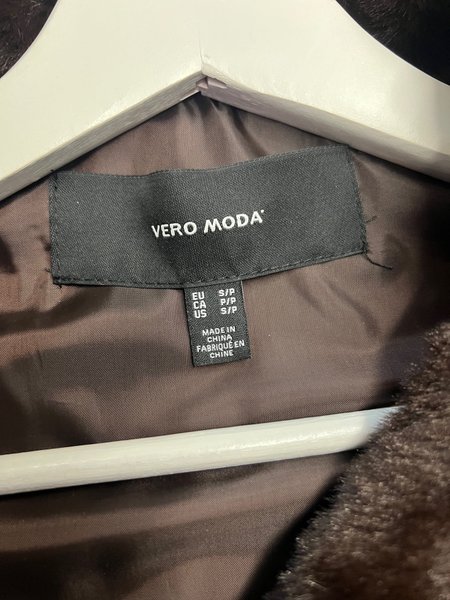 VERO MODA
EU S/P
CA P/P
US S/P
MADE IN
CHINA
FABRIQUÉ EN
CHINE